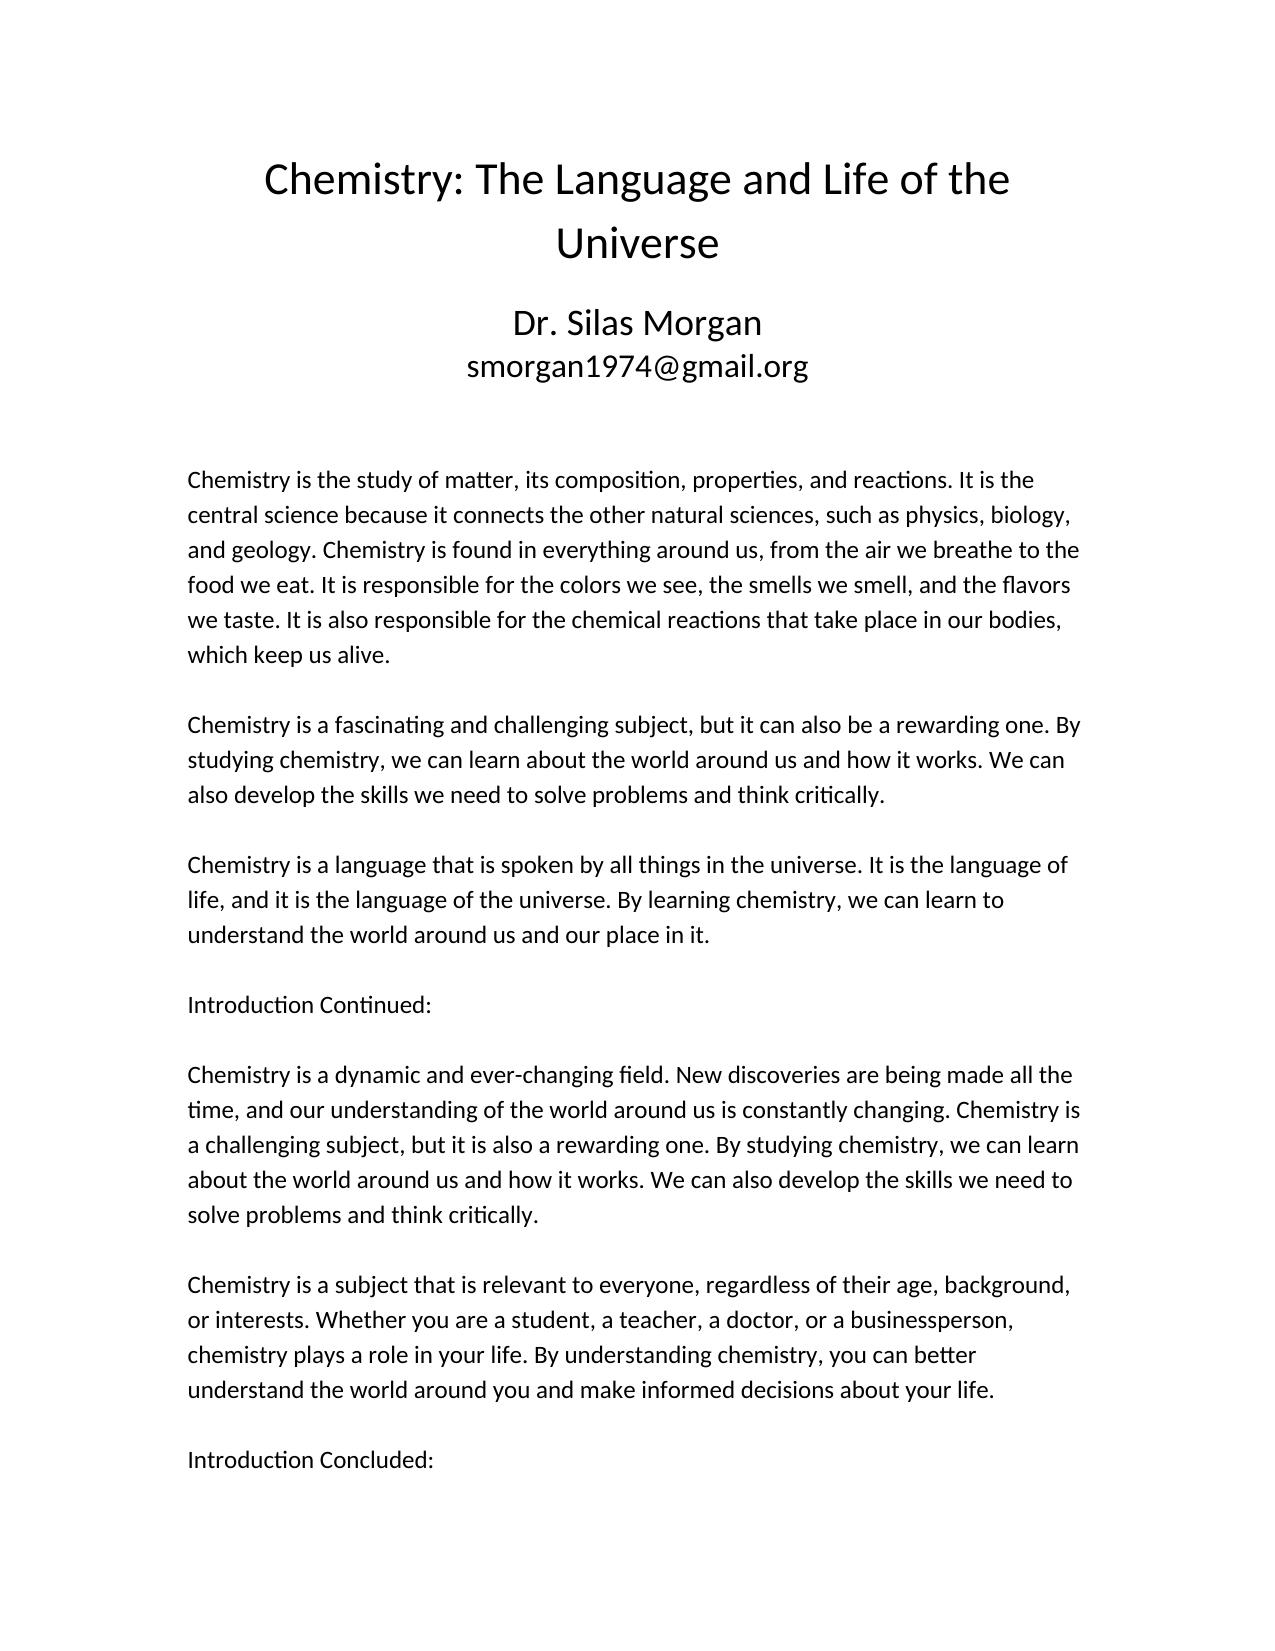 Chemistry: The Language and Life of the
Universe
Dr. Silas Morgan
smorgan1974@gmail.org
Chemistry is the study of matter, its composition, properties, and reactions. It is the
central science because it connects the other natural sciences, such as physics, biology,
and geology. Chemistry is found in everything around us, from the air we breathe to the
food we eat. It is responsible for the colors we see, the smells we smell, and the flavors
we taste. It is also responsible for the chemical reactions that take place in our bodies,
which keep us alive.
Chemistry is a fascinating and challenging subject, but it can also be a rewarding one. By
studying chemistry, we can learn about the world around us and how it works. We can
also develop the skills we need to solve problems and think critically.
Chemistry is a language that is spoken by all things in the universe. It is the language of
life, and it is the language of the universe. By learning chemistry, we can learn to
understand the world around us and our place in it.
Introduction Continued:
Chemistry is a dynamic and ever-changing field. New discoveries are being made all the
time, and our understanding of the world around us is constantly changing. Chemistry is
a challenging subject, but it is also a rewarding one. By studying chemistry, we can learn
about the world around us and how it works. We can also develop the skills we need to
solve problems and think critically.
Chemistry is a subject that is relevant to everyone, regardless of their age, background,
or interests. Whether you are a student, a teacher, a doctor, or a businessperson,
chemistry plays a role in your life. By understanding chemistry, you can better
understand the world around you and make informed decisions about your life.
Introduction Concluded: